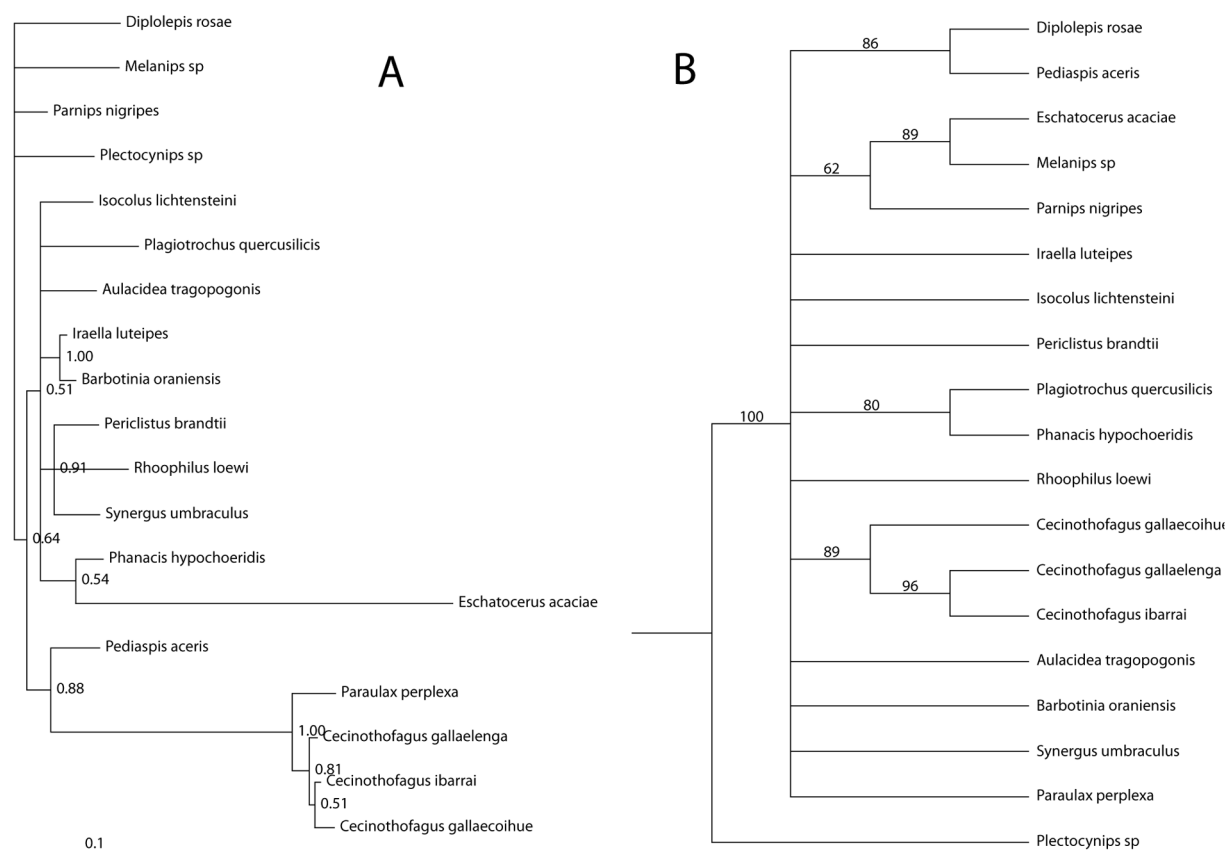 A
Diplolepis rosae
Melanips sp
Parnips nigripes
Plectocynips sp
Isocolus lichtensteini
Plagiotrochus quercusilicis
Aulacidea tragopogonis
Iraella luteipes
1.00
Barbotinia oraniensis
0.51
Periclistus brandtii
0.91
Rhoophilus loewi
Synergus umbraculus
0.64
Phanacis hypochoeridis
0.54
Eschatocerus acaciae
Pediaspis aceris
0.88
Paraulax perplexa
1.00
Cecinothofagus gallaelenga
0.81
Cecinothofagus ibarrai
0.51
Cecinothofagus gallaecoihue
0.1
B
Diplolepis rosae
86
Pediaspis aceris
Eschatocerus acaciae
89
Melanips sp
62
Parnips nigripes
Iraella luteipes
Isocolus lichtensteini
Periclistus brandtii
Plagiotrochus quercusilicis
80
Phanacis hypochoeridis
100
Rhoophilus loewi
Cecinothofagus gallaecoihue
89
Cecinothofagus gallaelenga
96
Cecinothofagus ibarrai
Aulacidea tragopogonis
Barbotinia oraniensis
Synergus umbraculus
Paraulax perplexa
Plectocynips sp